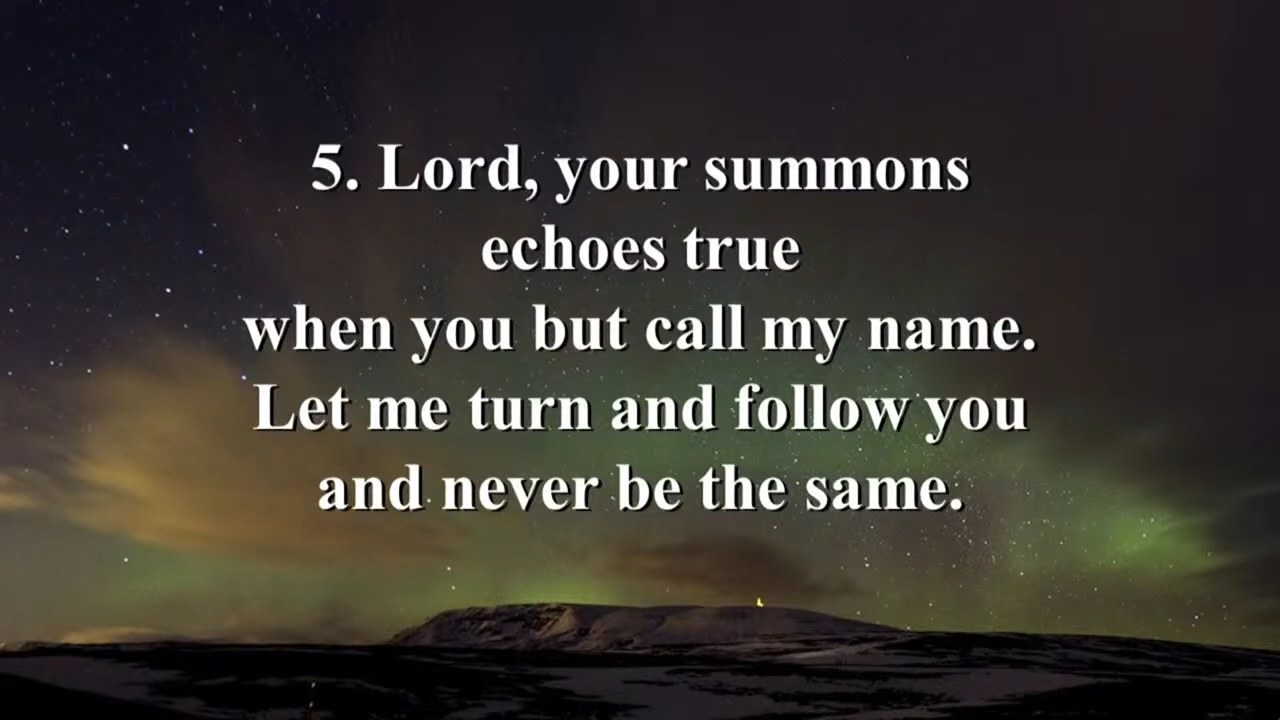 5. Lord, your summons
echoes true
when you but call my name.
Let me turn and follow you
and never be the same.